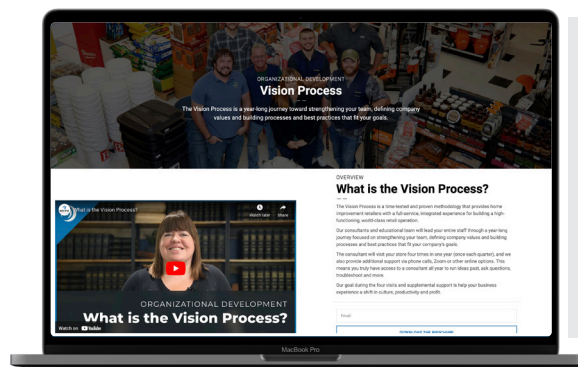 ORGANIZATIONAL DEVELOPMENT
Vision Process
The Vision Process is a year-long journey toward strengthening your team, defining company
values and building processes and best practices that fit your goals.
What is the Vision Process?
Watch later
Share
ORGANIZATIONAL DEVELOPMENT
What is the Vision Process?
Watch on YouTube
OVERVIEW
What is the Vision Process?
The Vision Process is a time-tested and proven methodology that provides home
improvement retailers with a full-service, integrated experience for building a high-
functioning, world-class retail operation.
Our consultants and educational team will lead your entire staff through a year-long
journey focused on strengthening your team, defining company values and building
processes and best practices that fit your company's goals.
The consultant will visit your store four times in one year (once each quarter), and we
also provide additional support via phone calls, Zoom or other online options. This
means you truly have access to a consultant all year to run ideas past, ask questions,
troubleshoot and more.
Our goal during the four visits and supplemental support is to help your business
experience a shift in culture, productivity and profit.
Email
DOWNLOAD THE BROCHURE
MacBook Pro